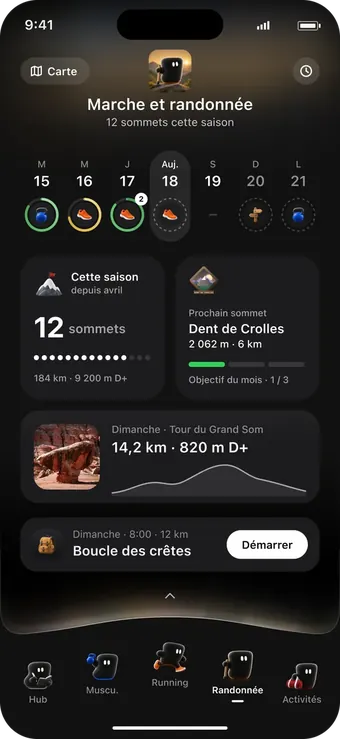 9:41
Carte
Marche et randonnée
12 sommets cette saison
M M J Auj. S D L
15 16 17 18 19 20 21
2
Cette saison
depuis avril
12 sommets
184 km · 9 200 m D+
Prochain sommet
Dent de Crolles
2 062 m · 6 km
Objectif du mois · 1 / 3
Dimanche · Tour du Grand Som
14,2 km · 820 m D+
Dimanche · 8:00 · 12 km
Boucle des crêtes
Démarrer
Hub
Muscu.
Running
Randonnée
Activités